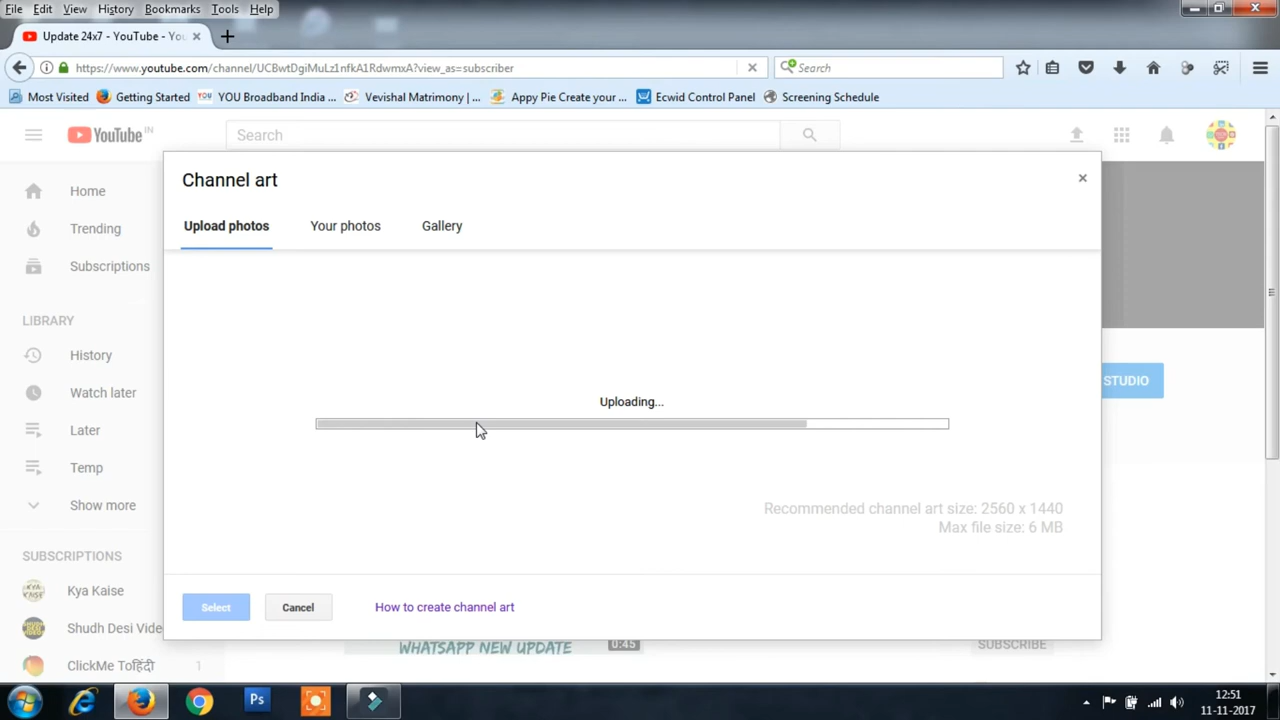 File Edit View History Bookmarks Tools Help
Update 24x7 - YouTube - You
https://www.youtube.com/channel/UCBwtDgiMuLz1nfkA1RdwmxA?view_as=subscriber
Search
Most Visited Getting Started YOU Broadband India ... Vevishal Matrimony | ... Appy Pie Create your ... Ecwid Control Panel Screening Schedule
YouTube IN
Search
Channel art
Upload photos Your photos Gallery
Home
Trending
Subscriptions
LIBRARY
History
Watch later
Later
Temp
Show more
SUBSCRIPTIONS
Kya Kaise
Shudh Desi Vide
ClickMe Toहिंदी 1
STUDIO
Uploading...
Recommended channel art size: 2560 x 1440
Max file size: 6 MB
Select Cancel How to create channel art
WHATSAPP NEW UPDATE 0:45
SUBSCRIBE
Ps
12:51
11-11-2017